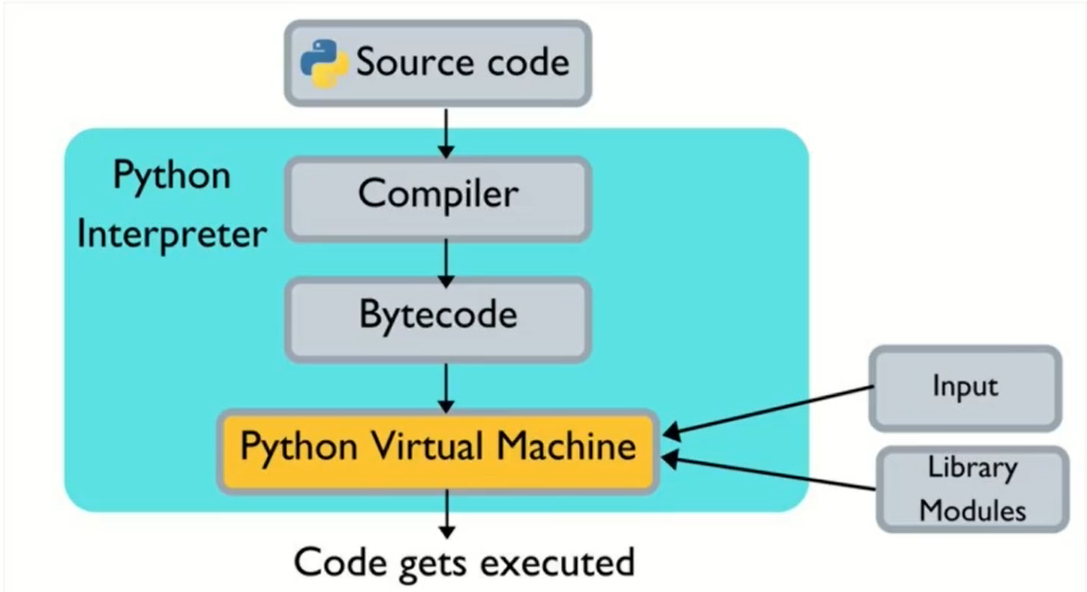 Source code
Python
Interpreter
Compiler
Bytecode
Python Virtual Machine
Input
Library
Modules
Code gets executed